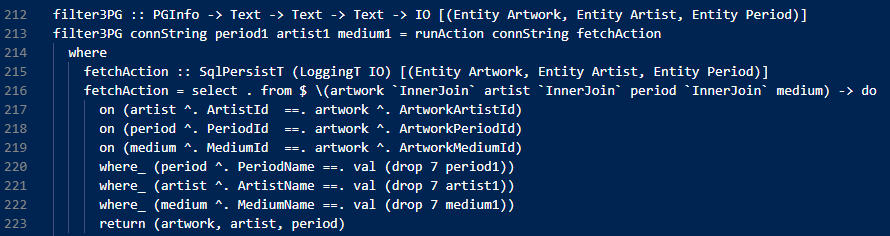 212 filter3PG :: PGInfo -> Text -> Text -> Text -> IO [(Entity Artwork, Entity Artist, Entity Period)]
213 filter3PG connString period1 artist1 medium1 = runAction connString fetchAction
214   where
215     fetchAction :: SqlPersistT (LoggingT IO) [(Entity Artwork, Entity Artist, Entity Period)]
216     fetchAction = select . from $ \(artwork `InnerJoin` artist `InnerJoin` period `InnerJoin` medium) -> do
217       on (artist ^. ArtistId  ==. artwork ^. ArtworkArtistId)
218       on (period ^. PeriodId  ==. artwork ^. ArtworkPeriodId)
219       on (medium ^. MediumId  ==. artwork ^. ArtworkMediumId)
220       where_ (period ^. PeriodName ==. val (drop 7 period1))
221       where_ (artist ^. ArtistName ==. val (drop 7 artist1))
222       where_ (medium ^. MediumName ==. val (drop 7 medium1))
223       return (artwork, artist, period)